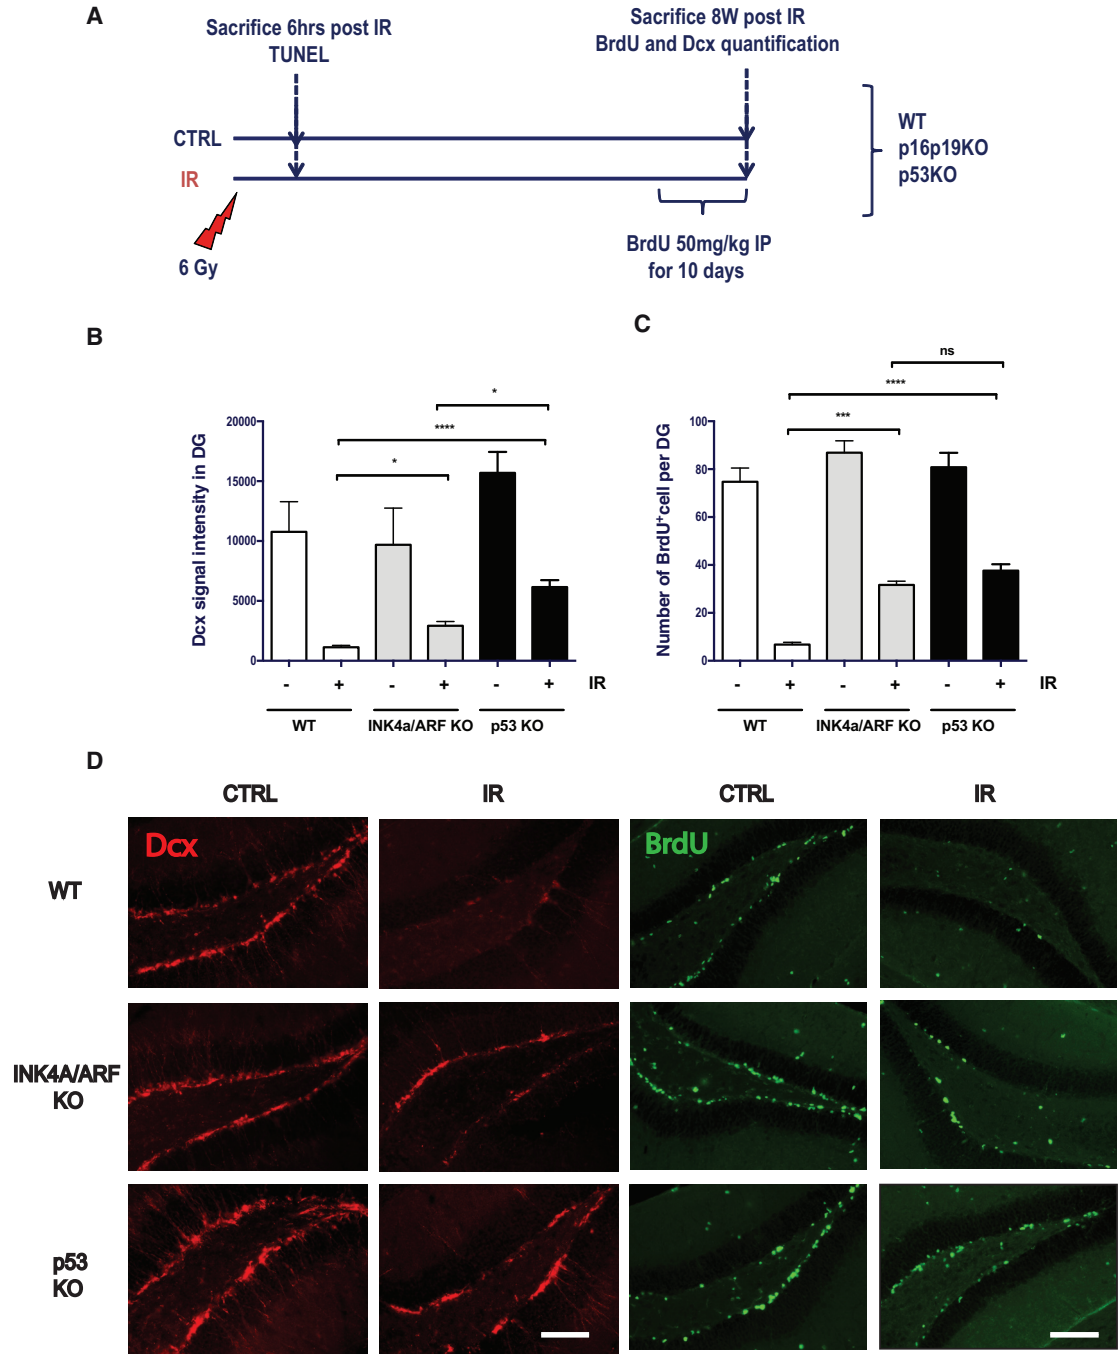 A
Sacrifice 6hrs post IR
TUNEL
Sacrifice 8W post IR
BrdU and Dcx quantification
CTRL
IR
6 Gy
BrdU 50mg/kg IP
for 10 days
WT
p16p19KO
p53KO
B
Dcx signal intensity in DG
20000
15000
10000
5000
0
*
****
*
- + - + - + IR
WT INK4a/ARF KO p53 KO
C
Number of BrdU+cell per DG
100
80
60
40
20
0
ns
****
***
- + - + - + IR
WT INK4a/ARF KO p53 KO
D
CTRL IR CTRL IR
Dcx BrdU
WT
INK4A/ARF
KO
p53
KO